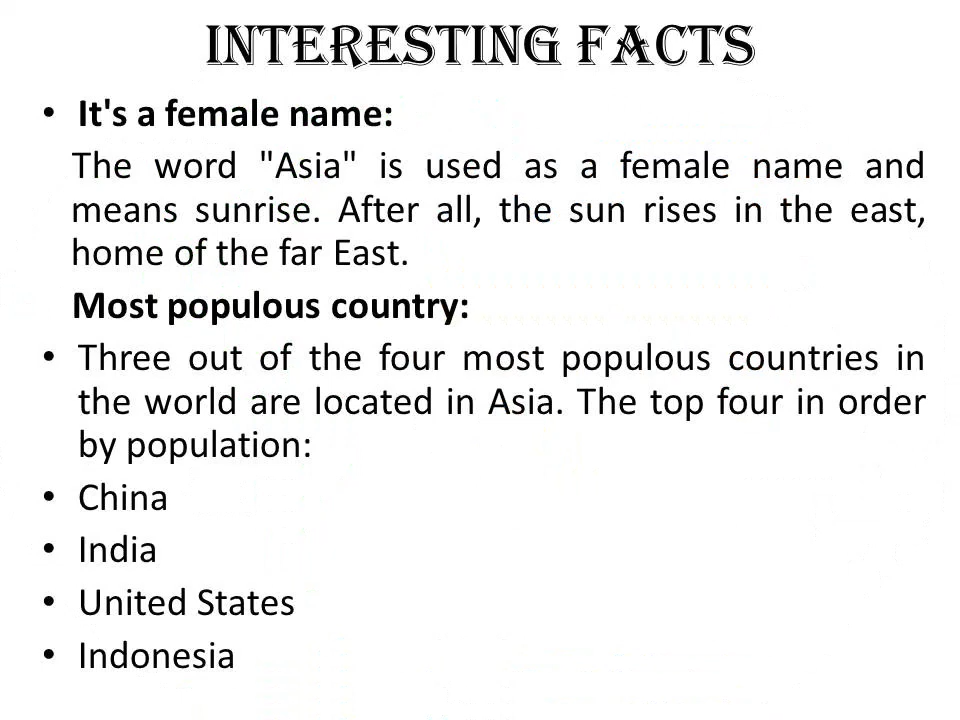 INTERESTING FACTS
• It's a female name:
The word "Asia" is used as a female name and
means sunrise. After all, the sun rises in the east,
home of the far East.
Most populous country:
• Three out of the four most populous countries in
the world are located in Asia. The top four in order
by population:
• China
• India
• United States
• Indonesia